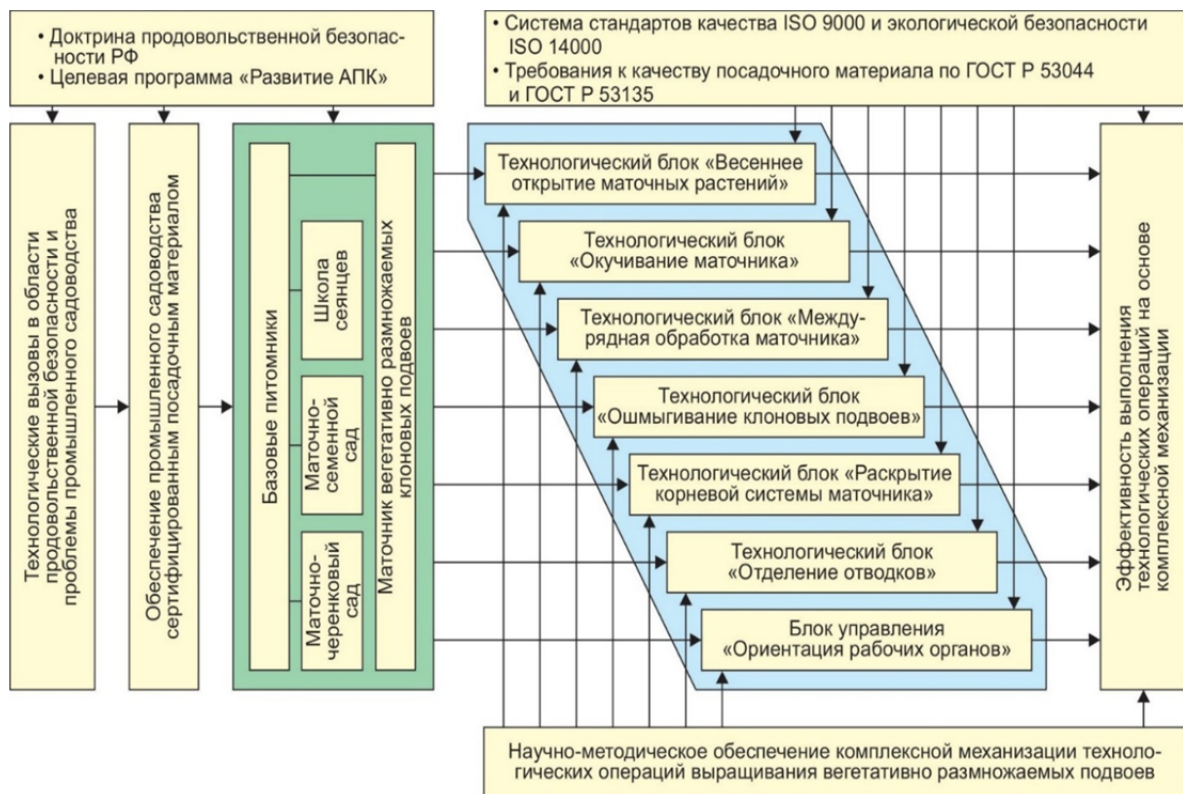 • Доктрина продовольственной безопас-
ности РФ
• Целевая программа «Развитие АПК»
• Система стандартов качества ISO 9000 и экологической безопасности
ISO 14000
• Требования к качеству посадочного материала по ГОСТ Р 53044
и ГОСТ Р 53135
Технологические вызовы в области
продовольственной безопасности и
проблемы промышленного садоводства
Обеспечение промышленного садоводства
сертифицированным посадочным материалом
Базовые питомники
Школа
сеянцев
Маточно-
семенной
сад
Маточно-
черенковый
сад
Маточник вегетативно размножаемых
клоновых подвоев
Технологический блок «Весеннее
открытие маточных растений»
Технологический блок
«Окучивание маточника»
Технологический блок «Между-
рядная обработка маточника»
Технологический блок
«Ошмыгивание клоновых подвоев»
Технологический блок «Раскрытие
корневой системы маточника»
Технологический блок
«Отделение отводков»
Блок управления
«Ориентация рабочих органов»
Эффективность выполнения
технологических операций на основе
комплексной механизации
Научно-методическое обеспечение комплексной механизации техноло-
гических операций выращивания вегетативно размножаемых подвоев